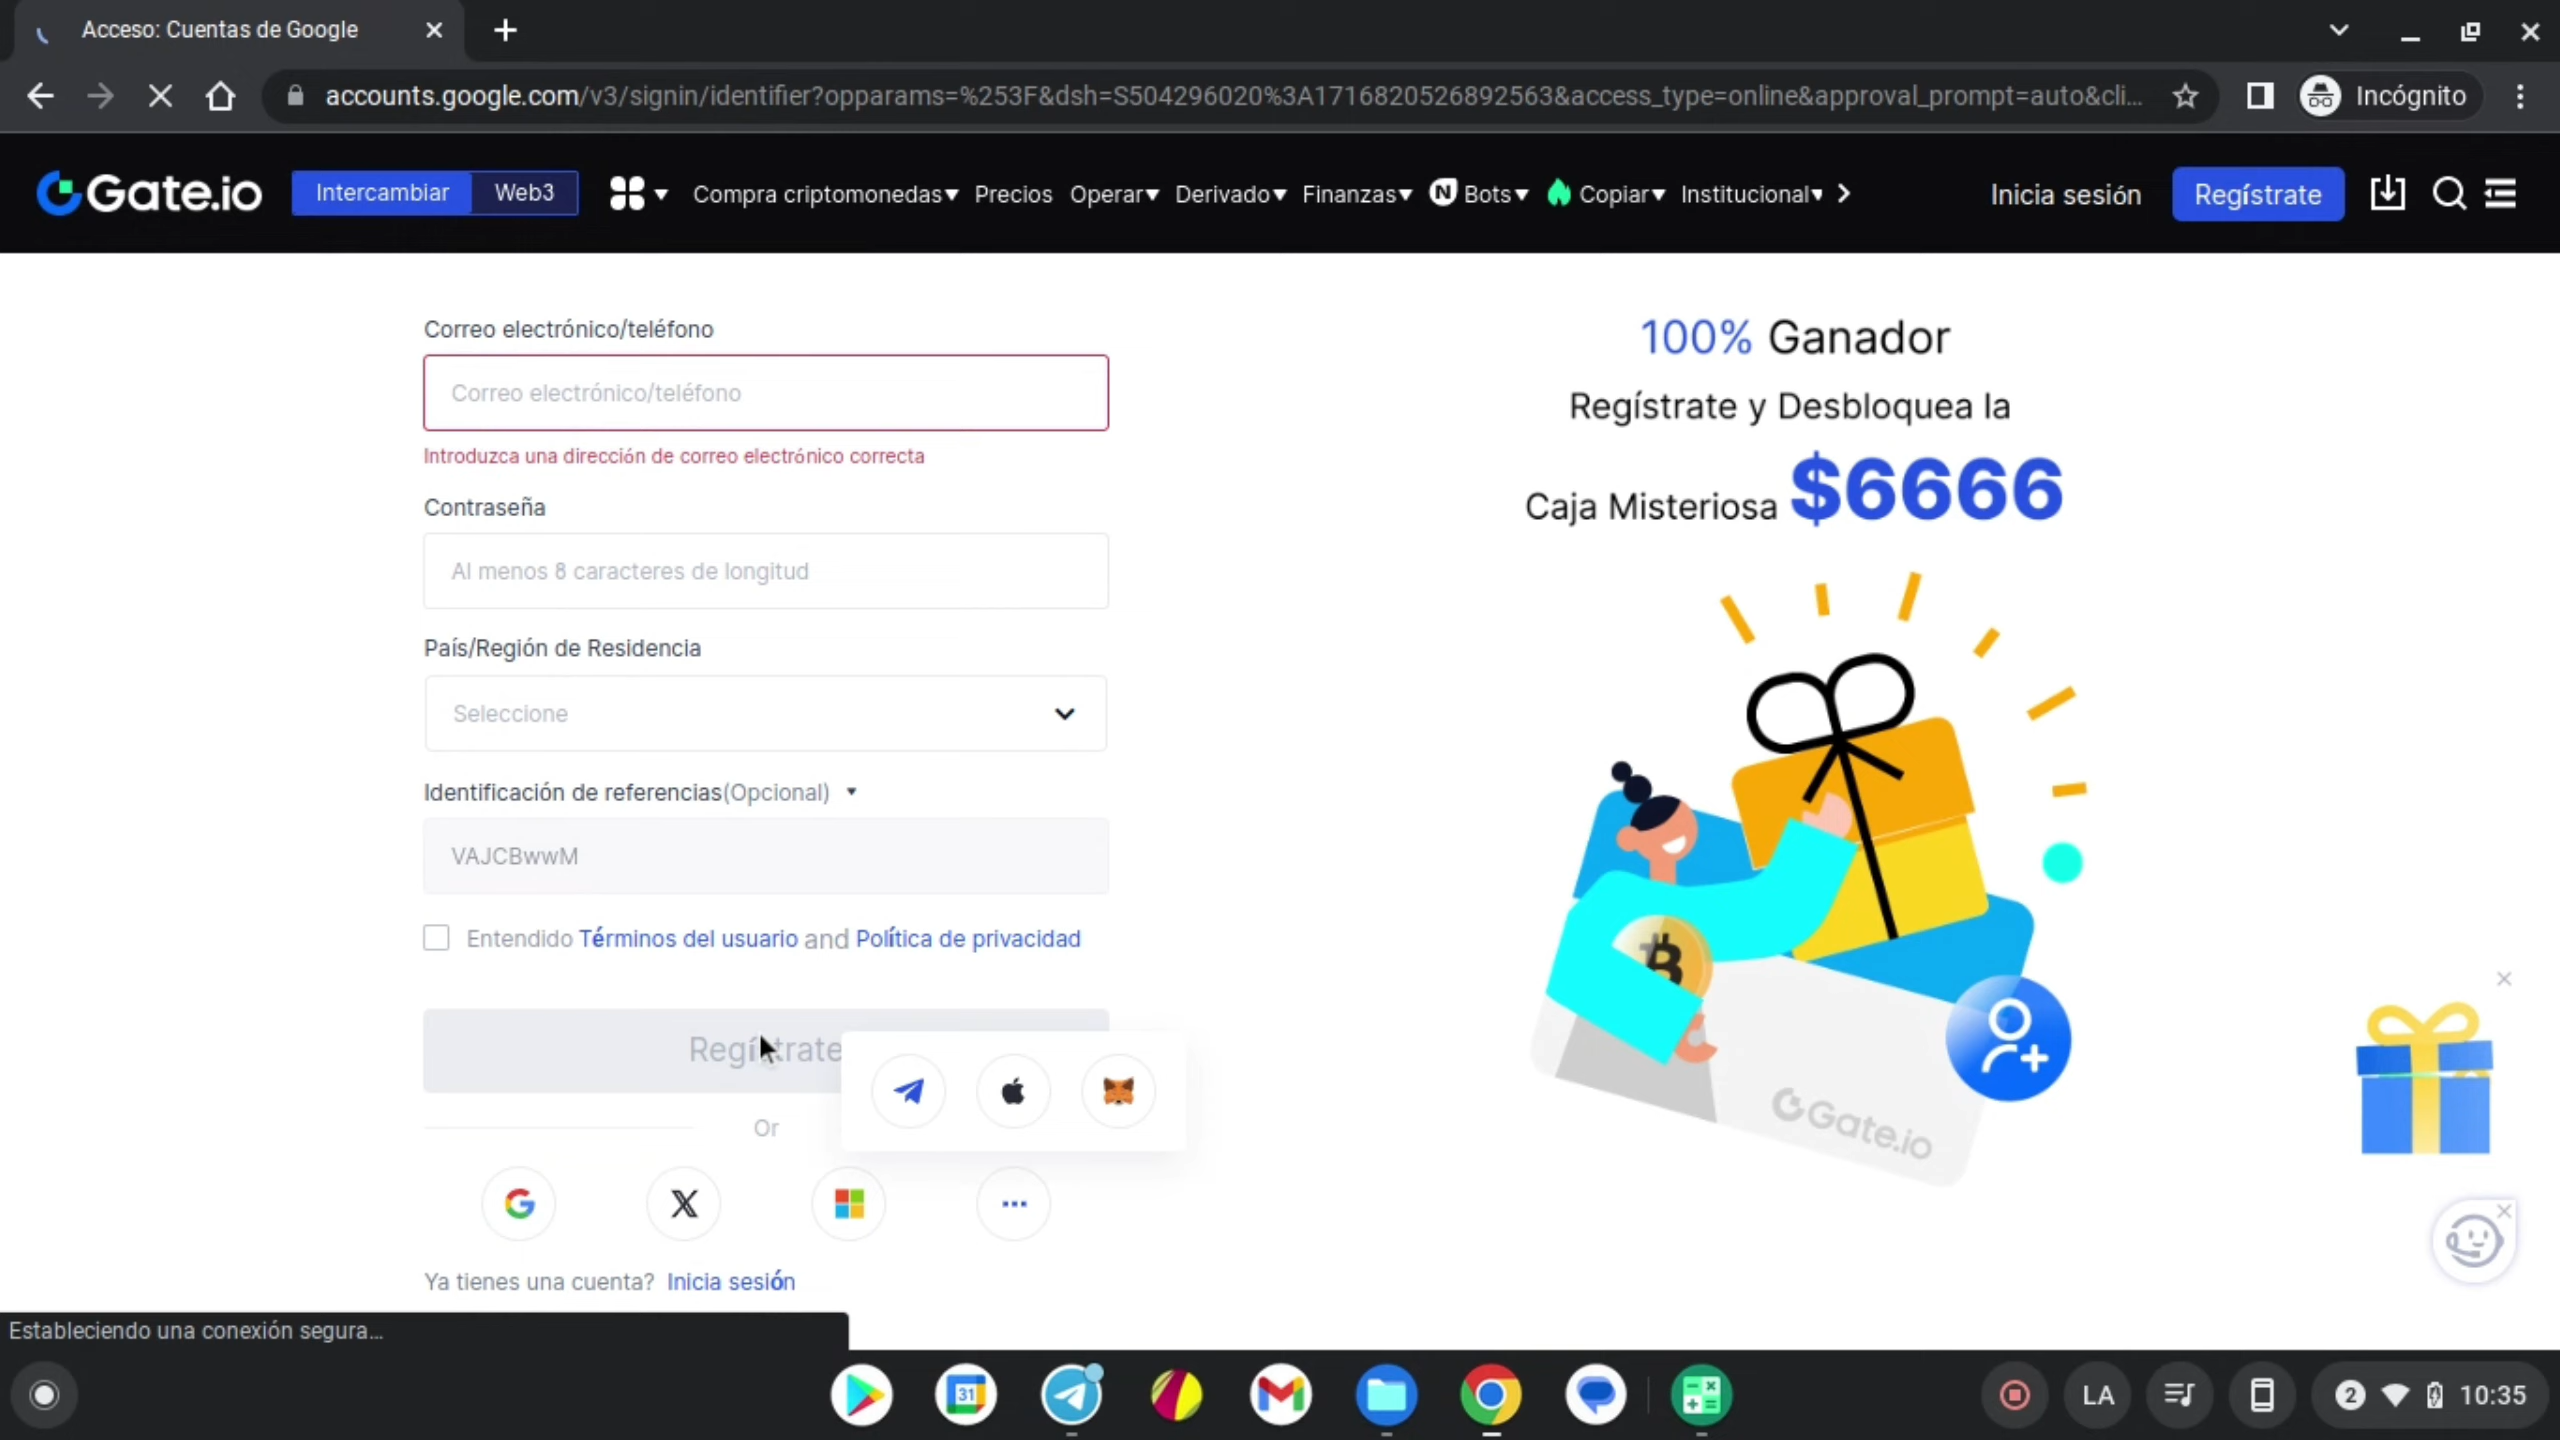 Acceso: Cuentas de Google
accounts.google.com/v3/signin/identifier?opparams=%253F&dsh=S504296020%3A1716820526892563&access_type=online&approval_prompt=auto&cli...
Incógnito
Gate.io
Intercambiar
Web3
Compra criptomonedas
Precios
Operar
Derivado
Finanzas
N
Bots
Copiar
Institucional
Inicia sesión
Regístrate
Correo electrónico/teléfono
Correo electrónico/teléfono
Introduzca una dirección de correo electrónico correcta
Contraseña
Al menos 8 caracteres de longitud
País/Región de Residencia
Seleccione
Identificación de referencias(Opcional)
VAJCBwwM
Entendido Términos del usuario and Política de privacidad
Regístrate
Or
Ya tienes una cuenta? Inicia sesión
100% Ganador
Regístrate y Desbloquea la
Caja Misteriosa $6666
Gate.io
Estableciendo una conexión segura...
31
LA
2
10:35